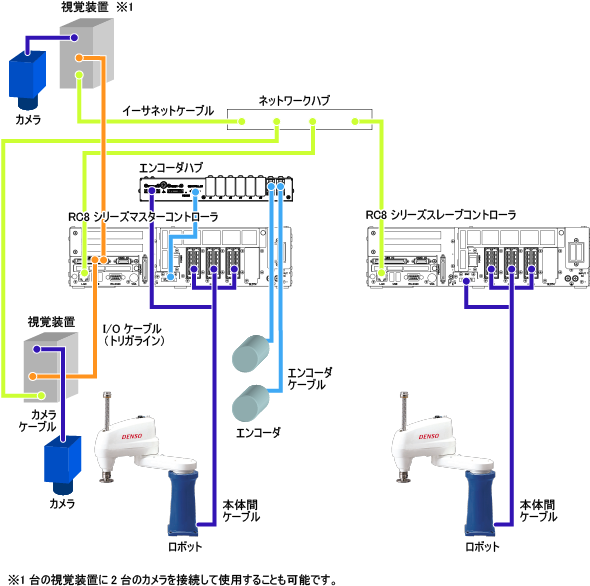 視覚装置 ※1
カメラ
イーサネットケーブル
ネットワークハブ
エンコーダハブ
RC8 シリーズマスターコントローラ
RC8 シリーズスレーブコントローラ
視覚装置
I/O ケーブル
(トリガライン)
エンコーダ
ケーブル
カメラ
ケーブル
エンコーダ
カメラ
DENSO
DENSO
本体間
ケーブル
本体間
ケーブル
ロボット
ロボット
※1 台の視覚装置に 2 台のカメラを接続して使用することも可能です。